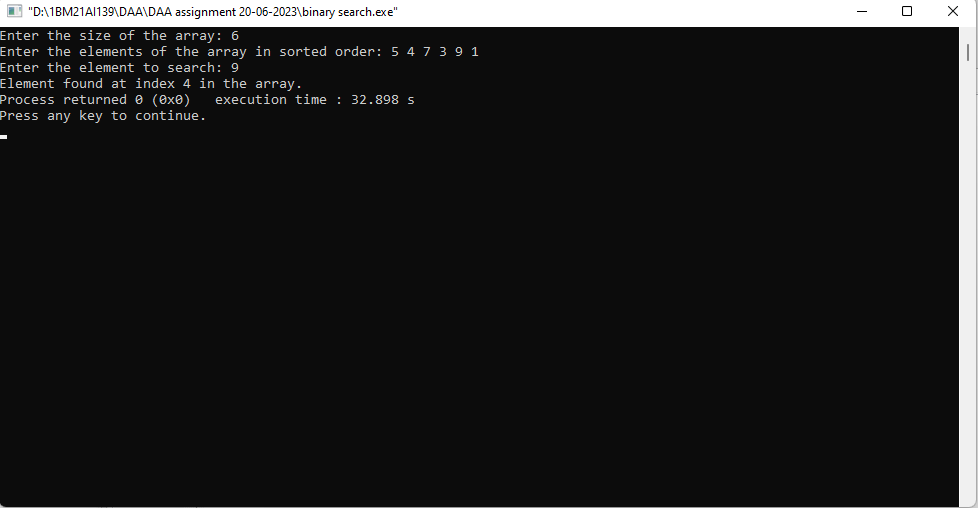 "D:\1BM21AI139\DAA\DAA assignment 20-06-2023\binary search.exe"
Enter the size of the array: 6
Enter the elements of the array in sorted order: 5 4 7 3 9 1
Enter the element to search: 9
Element found at index 4 in the array.
Process returned 0 (0x0)   execution time : 32.898 s
Press any key to continue.